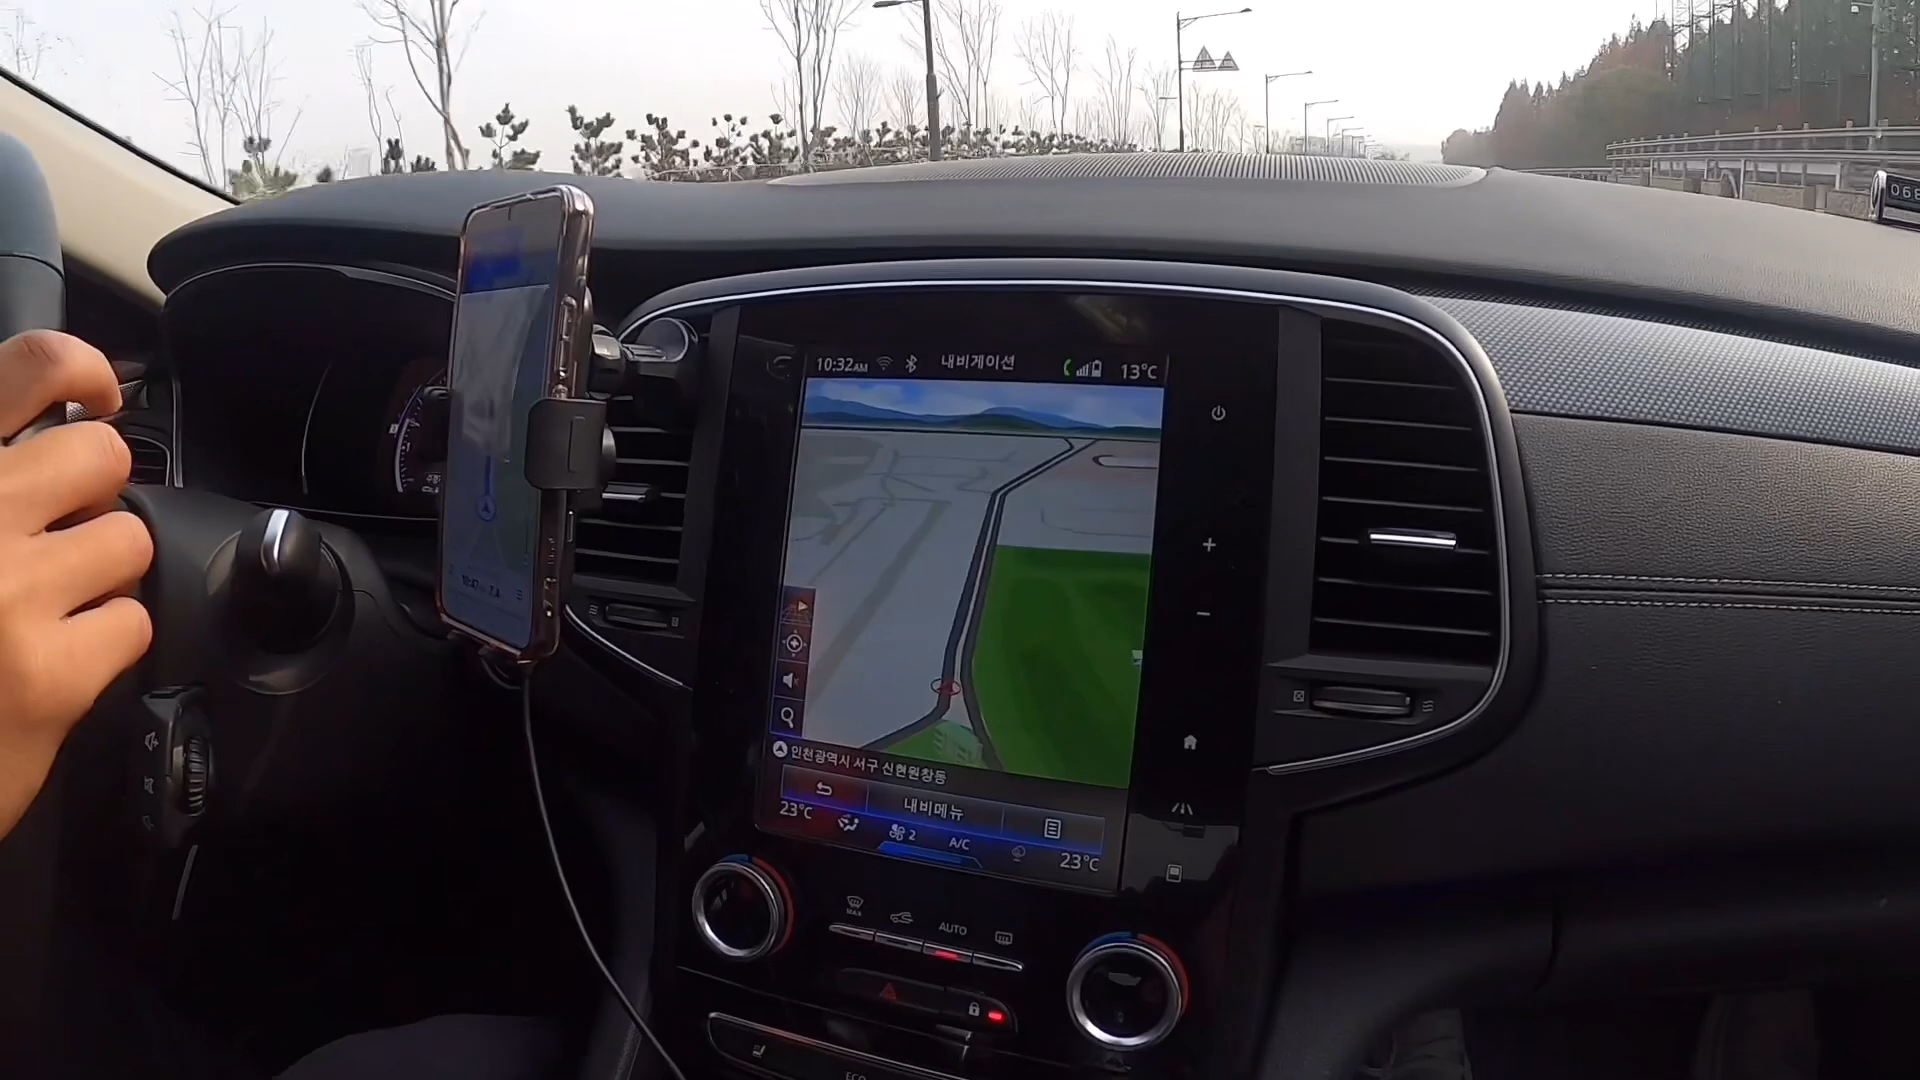 10:32AM 내비게이션 13°C
인천광역시 서구 신현원창동
내비메뉴
23°C 2 A/C 23°C
MAX AUTO
ECO